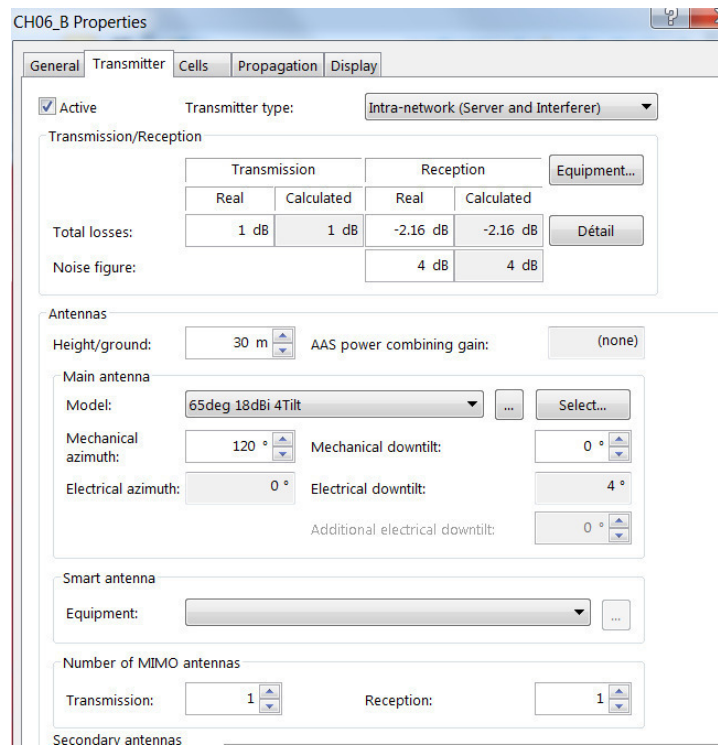 CH06_B Properties
General Transmitter Cells Propagation Display
Active Transmitter type: Intra-network (Server and Interferer)
Transmission/Reception
Transmission Reception Equipment...
Real Calculated Real Calculated
Total losses: 1 dB 1 dB -2.16 dB -2.16 dB Détail
Noise figure: 4 dB 4 dB
Antennas
Height/ground: 30 m AAS power combining gain: (none)
Main antenna
Model: 65deg 18dBi 4Tilt ... Select...
Mechanical
azimuth: 120 ° Mechanical downtilt: 0 °
Electrical azimuth: 0 ° Electrical downtilt: 4 °
Additional electrical downtilt: 0 °
Smart antenna
Equipment: ...
Number of MIMO antennas
Transmission: 1 Reception: 1
Secondary antennas